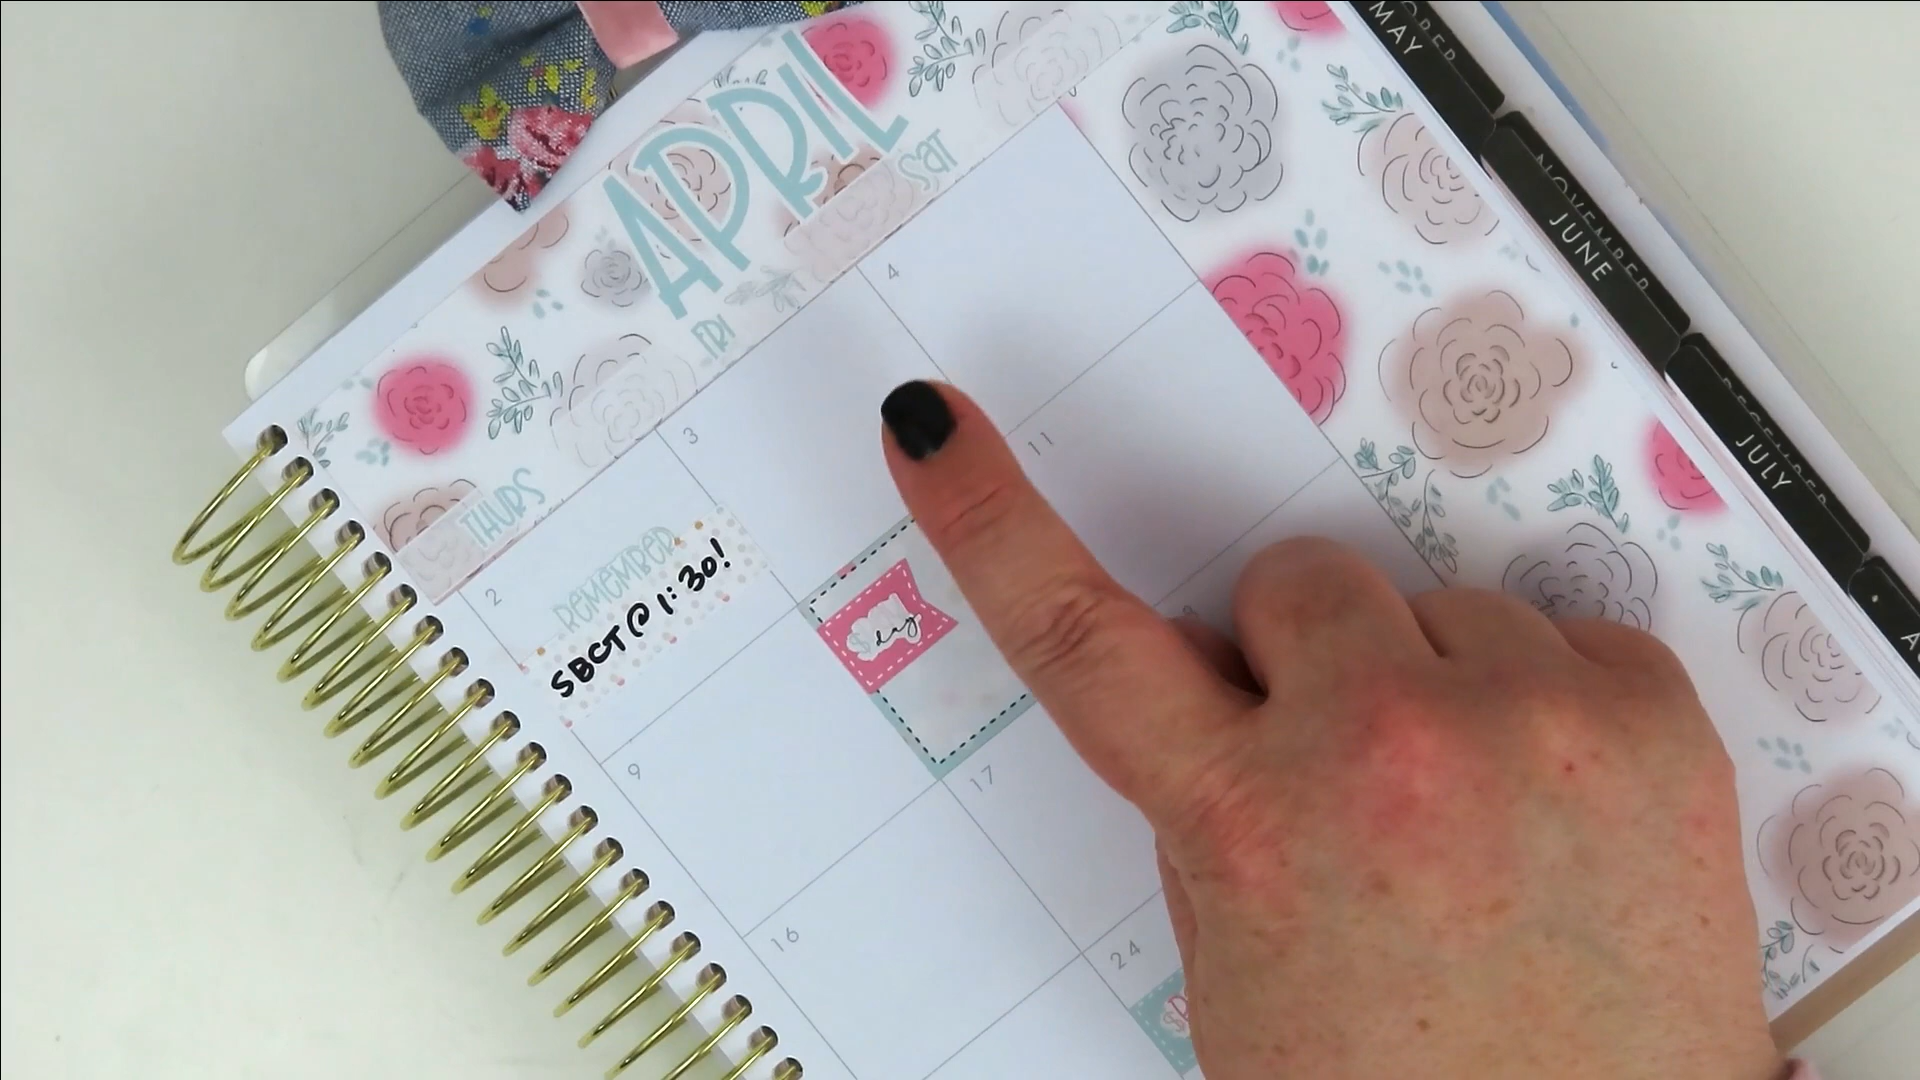 APRIL
THURS
FRI
SAT
2
3
4
REMEMBER
SBCT @ 1:30!
9
11
$day
16
17
24
MAY
NOVEMBER
JUNE
DECEMBER
JULY